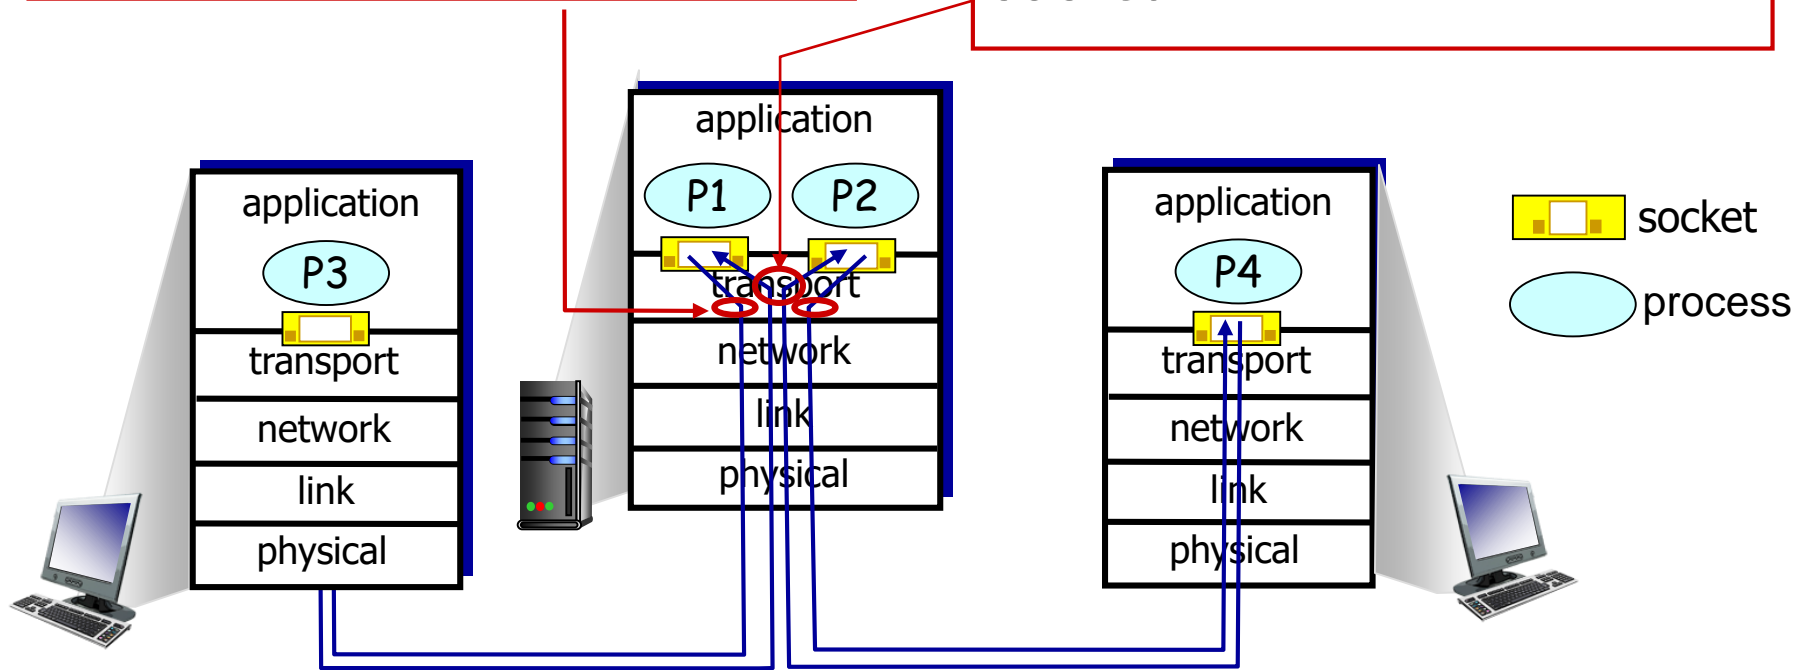 application
P1
P2
transport
network
link
physical
application
P3
transport
network
link
physical
application
P4
transport
network
link
physical
socket
process